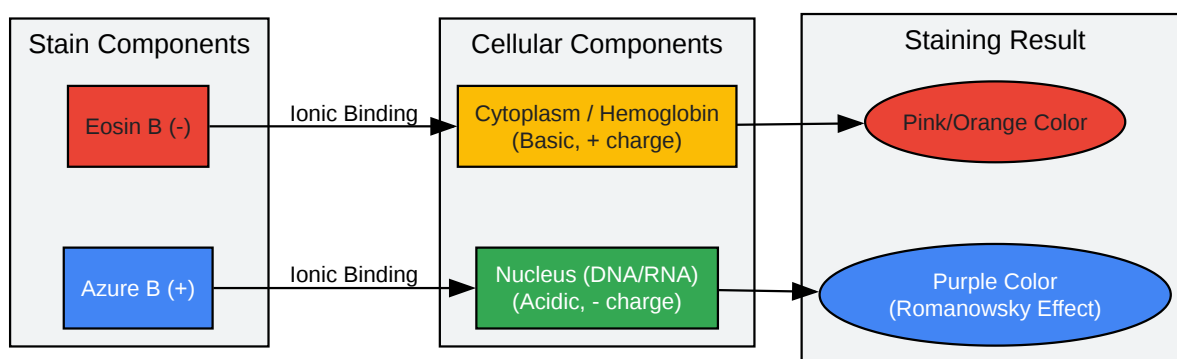 Stain Components
Cellular Components
Staining Result
Eosin B (-)
Ionic Binding
Cytoplasm / Hemoglobin
(Basic, + charge)
Pink/Orange Color
Azure B (+)
Ionic Binding
Nucleus (DNA/RNA)
(Acidic, - charge)
Purple Color
(Romanowsky Effect)